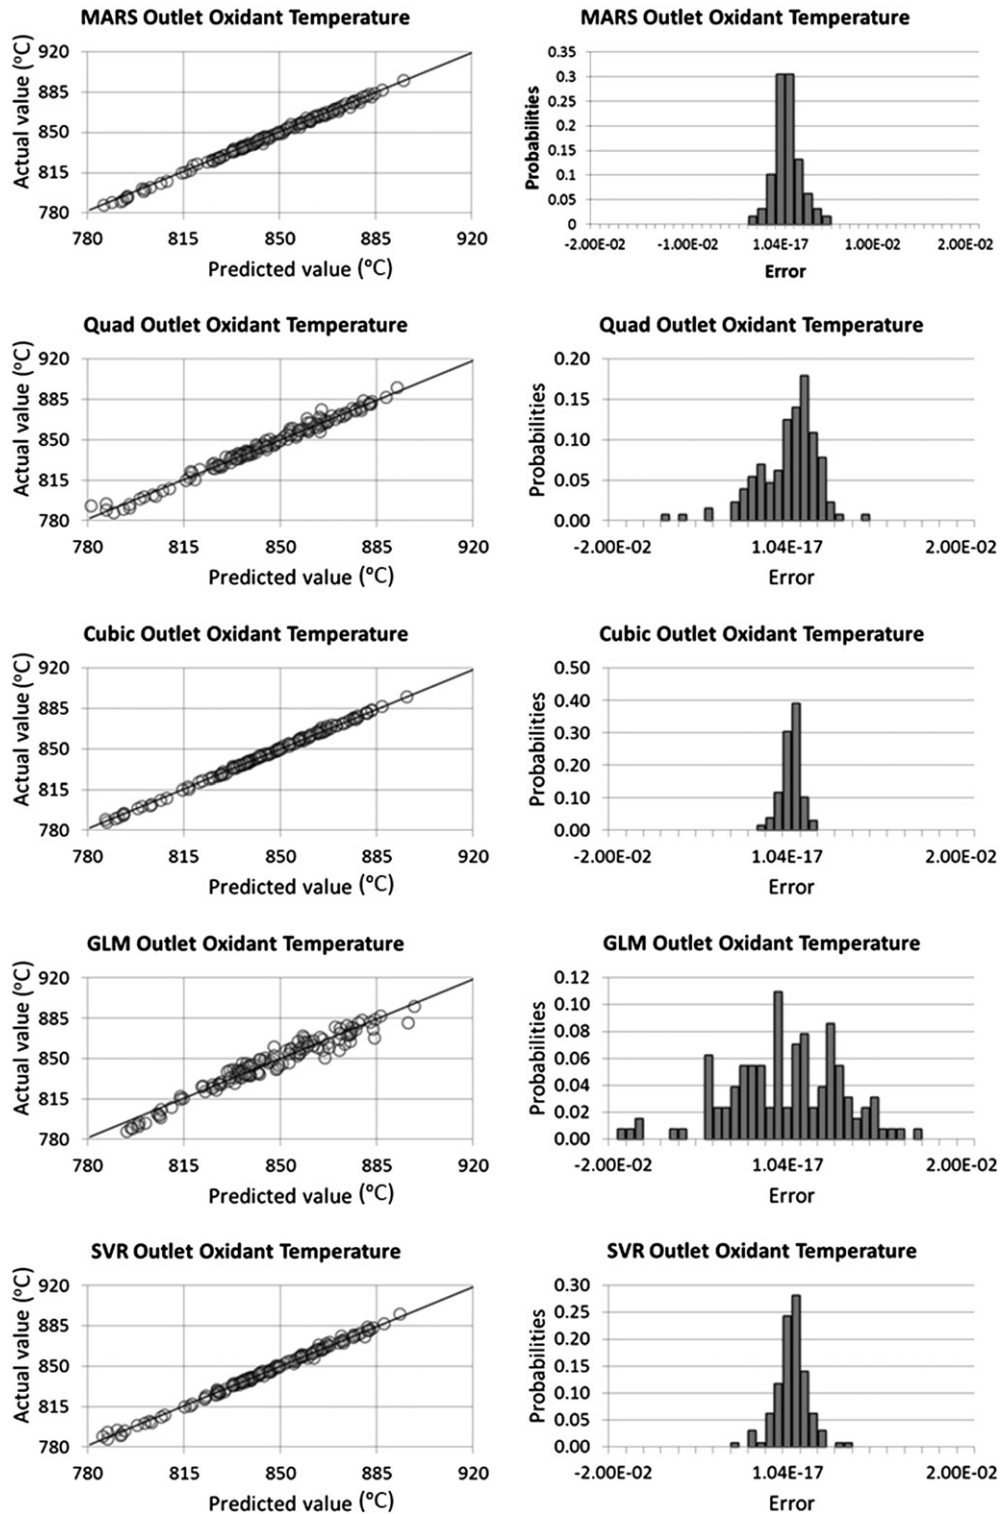 MARS Outlet Oxidant Temperature
Actual value (ºC)
920
885
850
815
780
780 815 850 885 920
Predicted value (°C)
MARS Outlet Oxidant Temperature
Probabilities
0.35
0.3
0.25
0.2
0.15
0.1
0.05
0
-2.00E-02 -1.00E-02 1.04E-17 1.00E-02 2.00E-02
Error
Quad Outlet Oxidant Temperature
Actual value (ºC)
920
885
850
815
780
780 815 850 885 920
Predicted value (°C)
Quad Outlet Oxidant Temperature
Probabilities
0.20
0.15
0.10
0.05
0.00
-2.00E-02 1.04E-17 2.00E-02
Error
Cubic Outlet Oxidant Temperature
Actual value (ºC)
920
885
850
815
780
780 815 850 885 920
Predicted value (°C)
Cubic Outlet Oxidant Temperature
Probabilities
0.50
0.40
0.30
0.20
0.10
0.00
-2.00E-02 1.04E-17 2.00E-02
Error
GLM Outlet Oxidant Temperature
Actual value (ºC)
920
885
850
815
780
780 815 850 885 920
Predicted value (°C)
GLM Outlet Oxidant Temperature
Probabilities
0.12
0.10
0.08
0.06
0.04
0.02
0.00
-2.00E-02 1.04E-17 2.00E-02
Error
SVR Outlet Oxidant Temperature
Actual value (ºC)
920
885
850
815
780
780 815 850 885 920
Predicted value (°C)
SVR Outlet Oxidant Temperature
Probabilities
0.30
0.25
0.20
0.15
0.10
0.05
0.00
-2.00E-02 1.04E-17 2.00E-02
Error